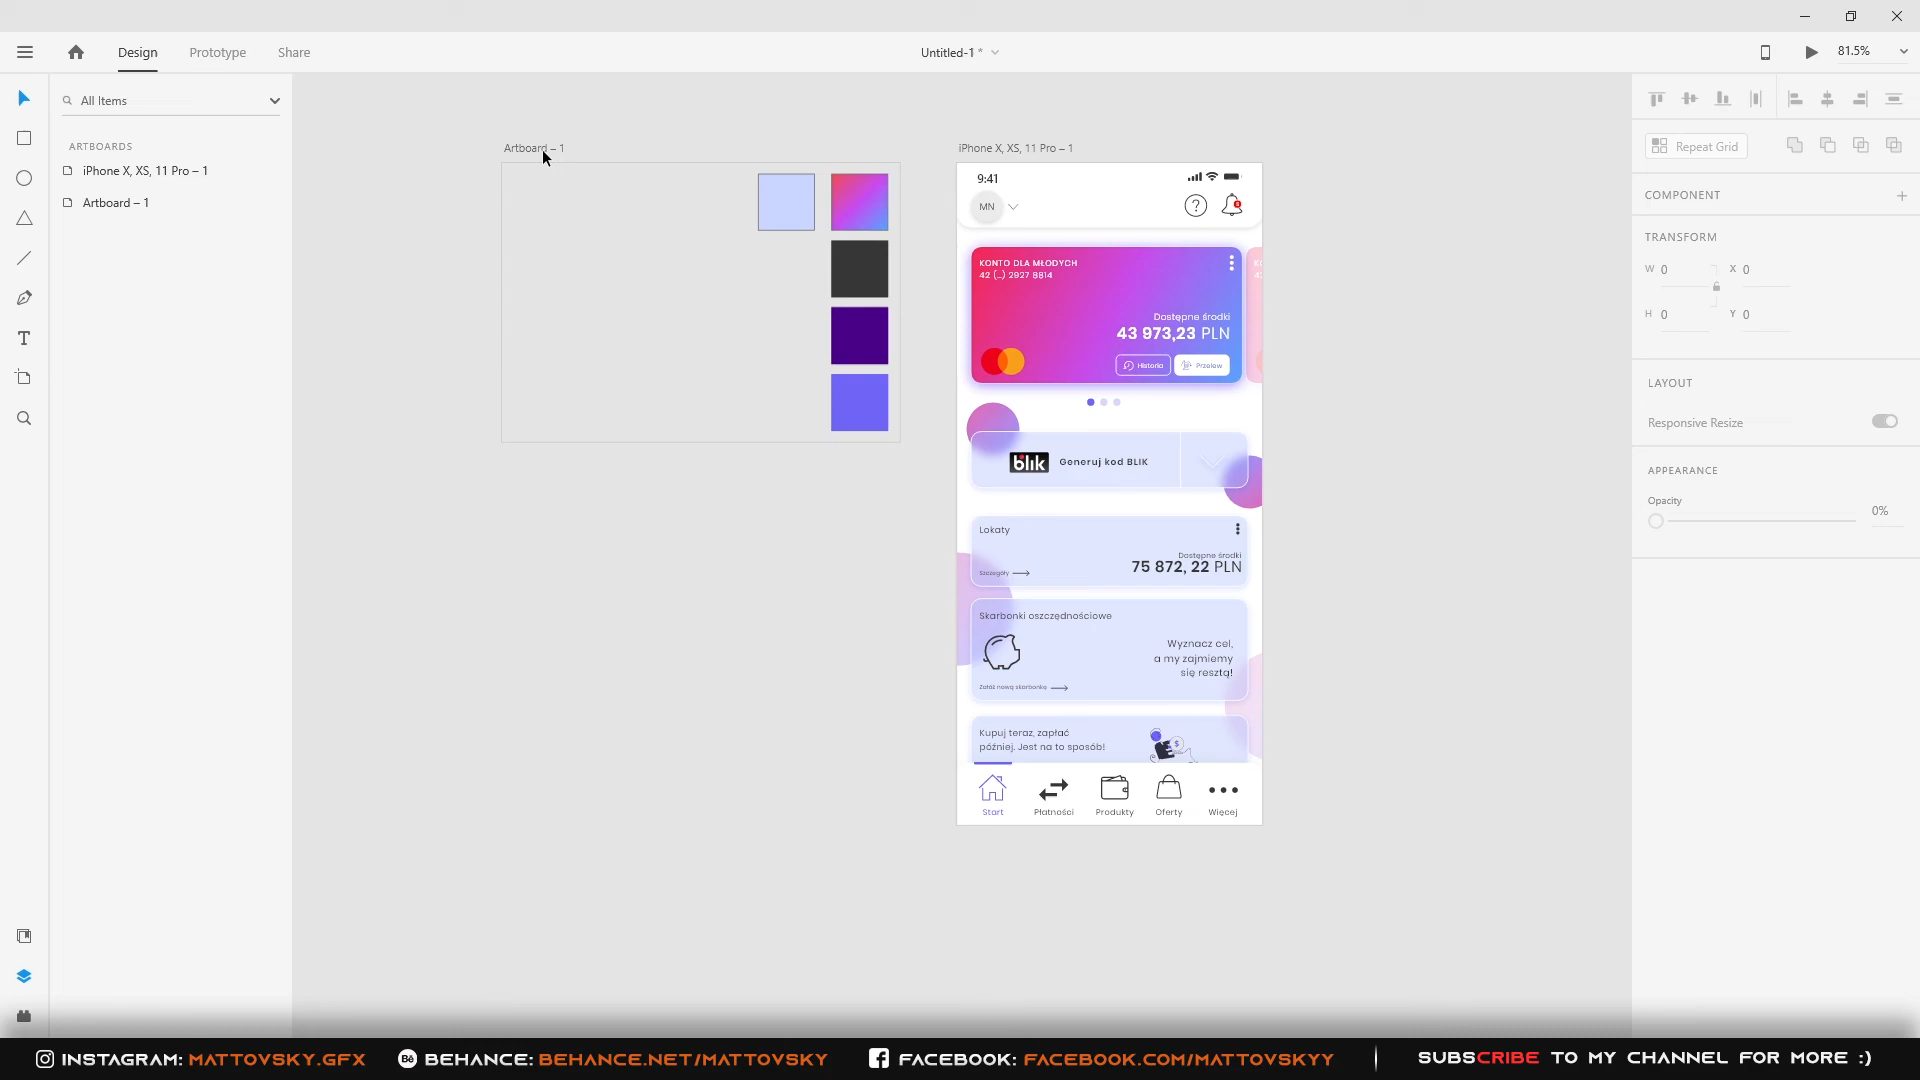 Design
Prototype
Share
Untitled-1 *
81.5%
All Items
ARTBOARDS
iPhone X, XS, 11 Pro – 1
Artboard – 1
Artboard – 1
iPhone X, XS, 11 Pro – 1
9:41
MN
?
KONTO DLA MŁODYCH
42 (...) 2927 8814
Dostępne środki
43 973,23 PLN
Historia
Przelew
blik
Generuj kod BLIK
Lokaty
Dostępne środki
75 872, 22 PLN
Szczegóły
Skarbonki oszczędnościowe
Wyznacz cel,
a my zajmiemy
się resztą!
Załóż nową skarbonkę
Kupuj teraz, zapłać
później. Jest na to sposób!
$
Start
Płatności
Produkty
Oferty
Więcej
Repeat Grid
COMPONENT
TRANSFORM
W 0
X 0
H 0
Y 0
LAYOUT
Responsive Resize
APPEARANCE
Opacity
0%
INSTAGRAM: MATTOVSKY.GFX
Bē BEHANCE: BEHANCE.NET/MATTOVSKY
FACEBOOK: FACEBOOK.COM/MATTOVSKYY
SUBSCRIBE TO MY CHANNEL FOR MORE :)